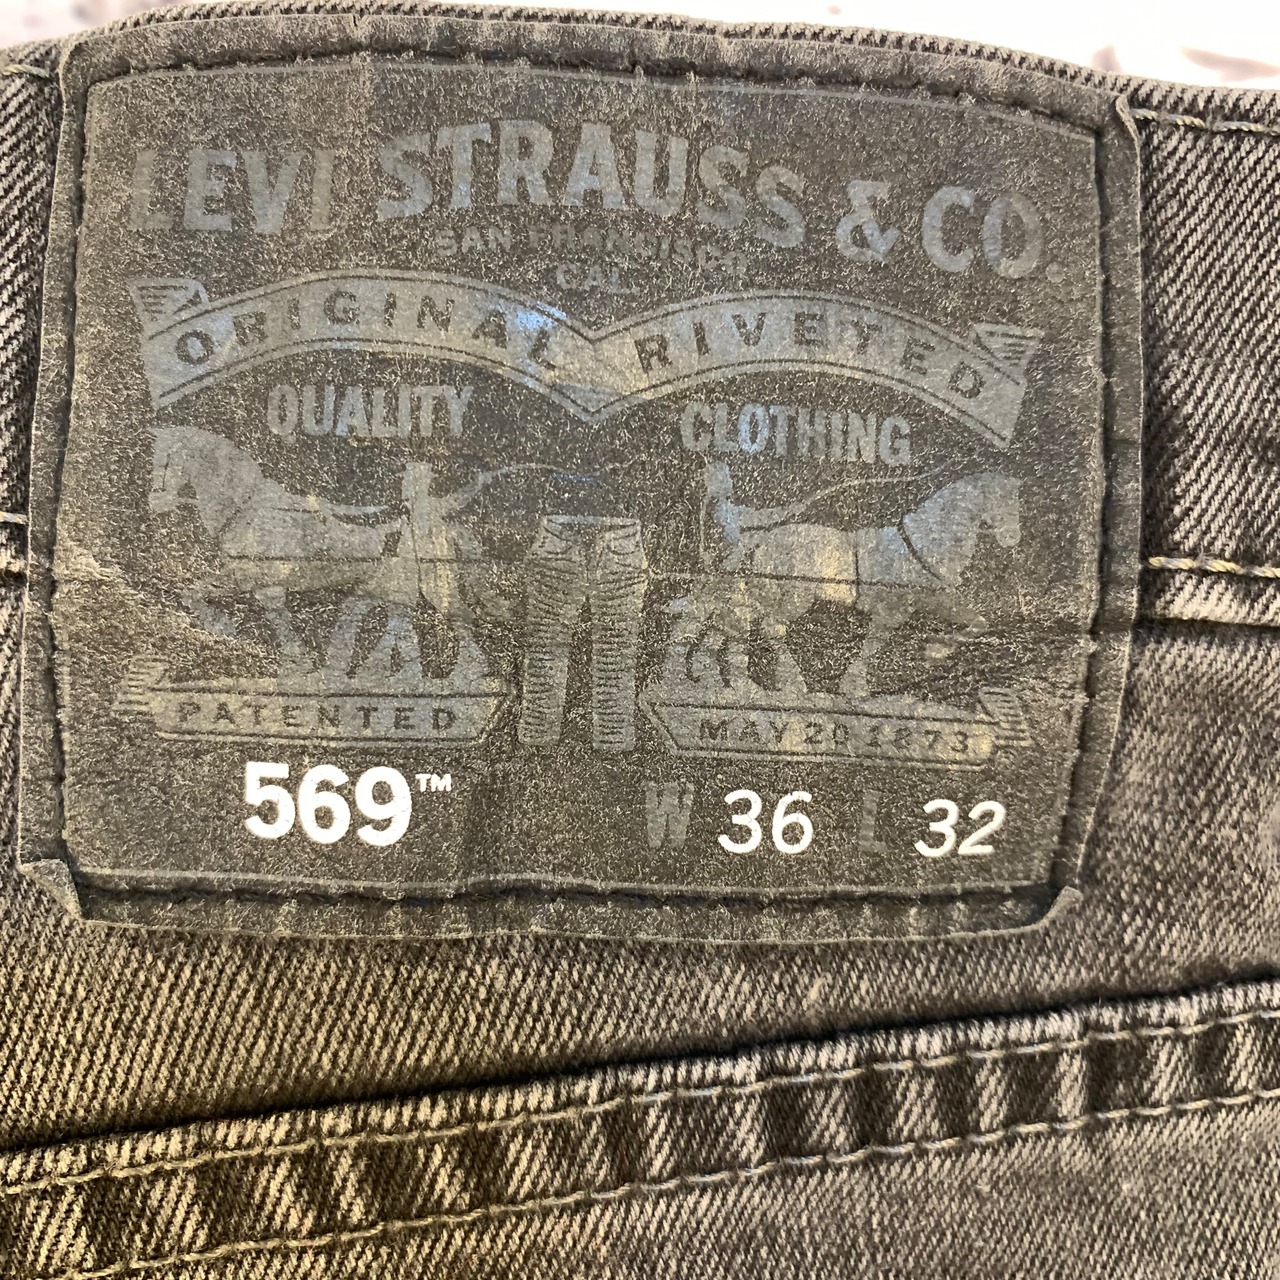 LEVI STRAUSS & CO.
SAN FRANCISCO
CAL.
ORIGINAL RIVETED
QUALITY CLOTHING
PATENTED MAY 20 1873
569™ W 36 L 32